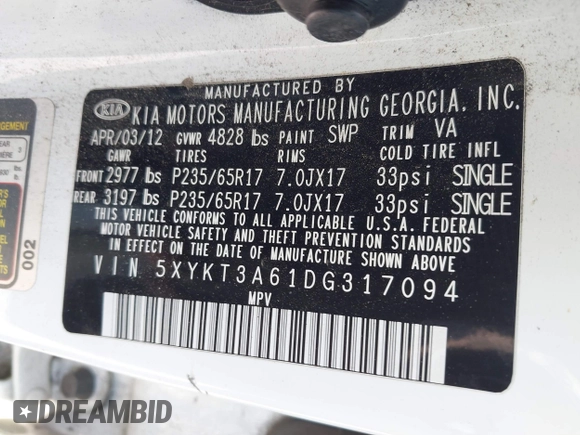 MANUFACTURED BY
KIA KIA MOTORS MANUFACTURING GEORGIA, INC.
APR/03/12 GVWR 4828 lbs PAINT SWP TRIM VA
GAWR TIRES RIMS COLD TIRE INFL
FRONT 2977 lbs P235/65R17 7.0JX17 33psi SINGLE
REAR 3197 lbs P235/65R17 7.0JX17 33psi SINGLE
THIS VEHICLE CONFORMS TO ALL APPLICABLE U.S.A. FEDERAL
MOTOR VEHICLE SAFETY AND THEFT PREVENTION STANDARDS
IN EFFECT ON THE DATE OF MANUFACTURE SHOWN ABOVE.
VIN 5XYKT3A61DG317094
MPV
002
DREAMBID